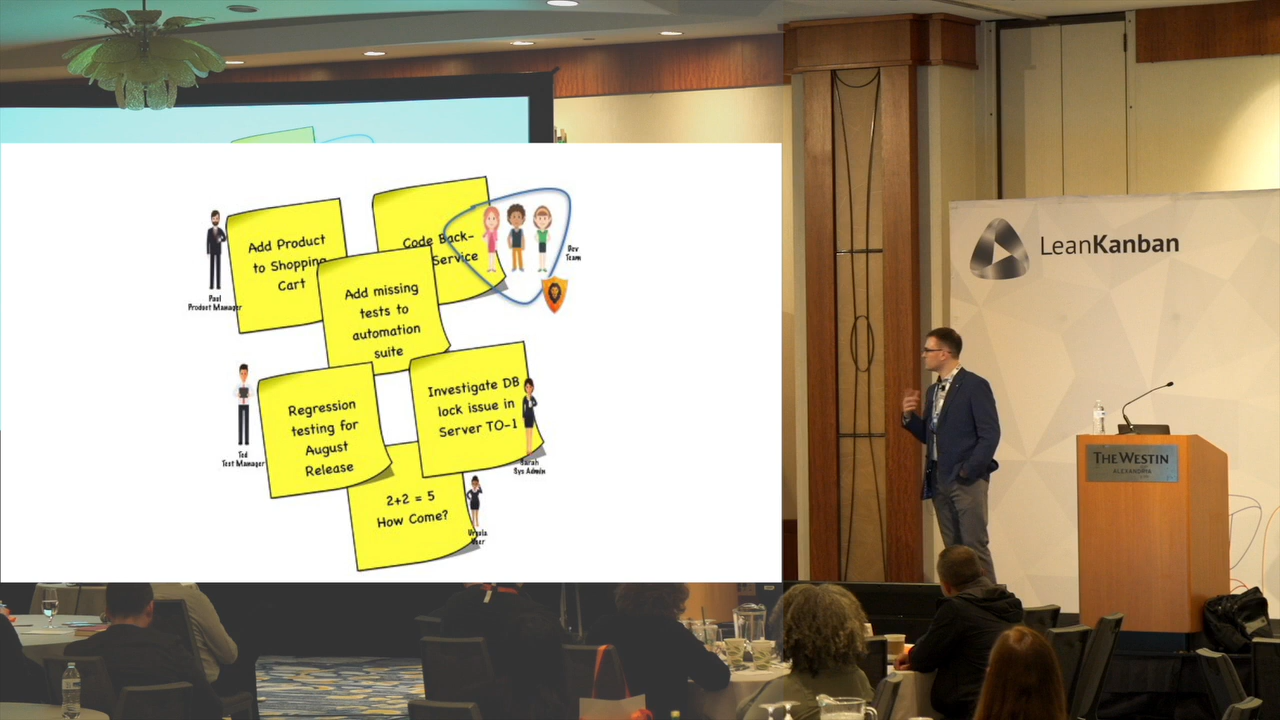 Add Product
to Shopping
Cart
Paul
Product Manager
Code Back-
Service
Dev
Team
Add missing
tests to
automation
suite
Regression
testing for
August
Release
Ted
Test Manager
Investigate DB
lock issue in
Server TO-1
Sarah
Sys Admin
2+2 = 5
How Come?
Ursula
User
LeanKanban
THE WESTIN
ALEXANDRIA